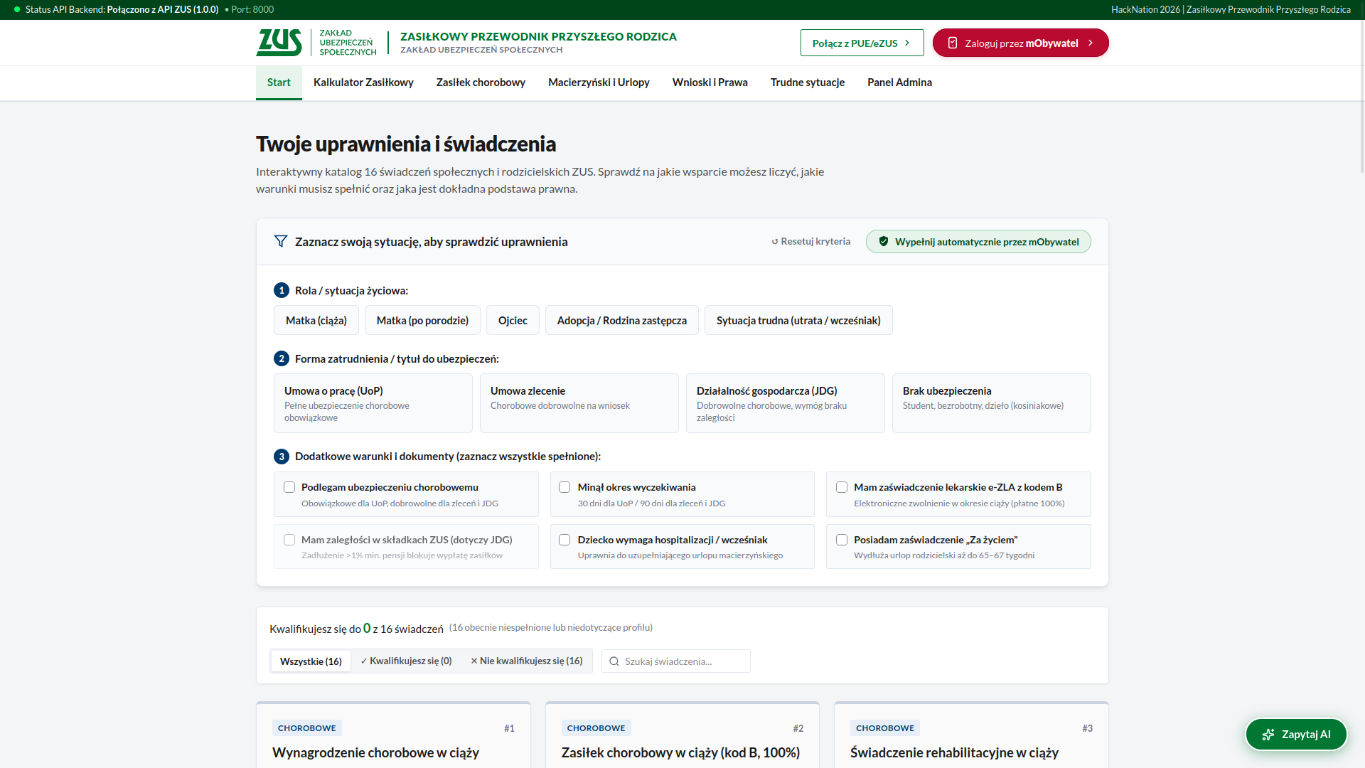 Status API Backend: Połączono z API ZUS (1.0.0) • Port: 8000
HackNation 2026 | Zasiłkowy Przewodnik Przyszłego Rodzica
ZUS
ZAKŁAD
UBEZPIECZEŃ
SPOŁECZNYCH
ZASIŁKOWY PRZEWODNIK PRZYSZŁEGO RODZICA
ZAKŁAD UBEZPIECZEŃ SPOŁECZNYCH
Połącz z PUE/eZUS
Zaloguj przez mObywatel
Start
Kalkulator Zasiłkowy
Zasiłek chorobowy
Macierzyński i Urlopy
Wnioski i Prawa
Trudne sytuacje
Panel Admina
Twoje uprawnienia i świadczenia
Interaktywny katalog 16 świadczeń społecznych i rodzicielskich ZUS. Sprawdź na jakie wsparcie możesz liczyć, jakie
warunki musisz spełnić oraz jaka jest dokładna podstawa prawna.
Zaznacz swoją sytuację, aby sprawdzić uprawnienia
↺ Resetuj kryteria
Wypełnij automatycznie przez mObywatel
1 Rola / sytuacja życiowa:
Matka (ciąża)
Matka (po porodzie)
Ojciec
Adopcja / Rodzina zastępcza
Sytuacja trudna (utrata / wcześniak)
2 Forma zatrudnienia / tytuł do ubezpieczeń:
Umowa o pracę (UoP)
Pełne ubezpieczenie chorobowe
obowiązkowe
Umowa zlecenie
Chorobowe dobrowolne na wniosek
Działalność gospodarcza (JDG)
Dobrowolne chorobowe, wymóg braku
zaległości
Brak ubezpieczenia
Student, bezrobotny, dzieło (kosiniakowe)
3 Dodatkowe warunki i dokumenty (zaznacz wszystkie spełnione):
Podlegam ubezpieczeniu chorobowemu
Obowiązkowe dla UoP, dobrowolne dla zleceń i JDG
Minął okres wyczekiwania
30 dni dla UoP / 90 dni dla zleceń i JDG
Mam zaświadczenie lekarskie e-ZLA z kodem B
Elektroniczne zwolnienie w okresie ciąży (płatne 100%)
Mam zaległości w składkach ZUS (dotyczy JDG)
Zadłużenie >1% min. pensji blokuje wypłatę zasiłków
Dziecko wymaga hospitalizacji / wcześniak
Uprawnia do uzupełniającego urlopu macierzyńskiego
Posiadam zaświadczenie „Za życiem"
Wydłuża urlop rodzicielski aż do 65–67 tygodni
Kwalifikujesz się do 0 z 16 świadczeń (16 obecnie niespełnione lub niedotyczące profilu)
Wszystkie (16)
✓ Kwalifikujesz się (0)
✕ Nie kwalifikujesz się (16)
Szukaj świadczenia...
CHOROBOWE
#1
Wynagrodzenie chorobowe w ciąży
CHOROBOWE
#2
Zasiłek chorobowy w ciąży (kod B, 100%)
CHOROBOWE
#3
Świadczenie rehabilitacyjne w ciąży
Zapytaj AI